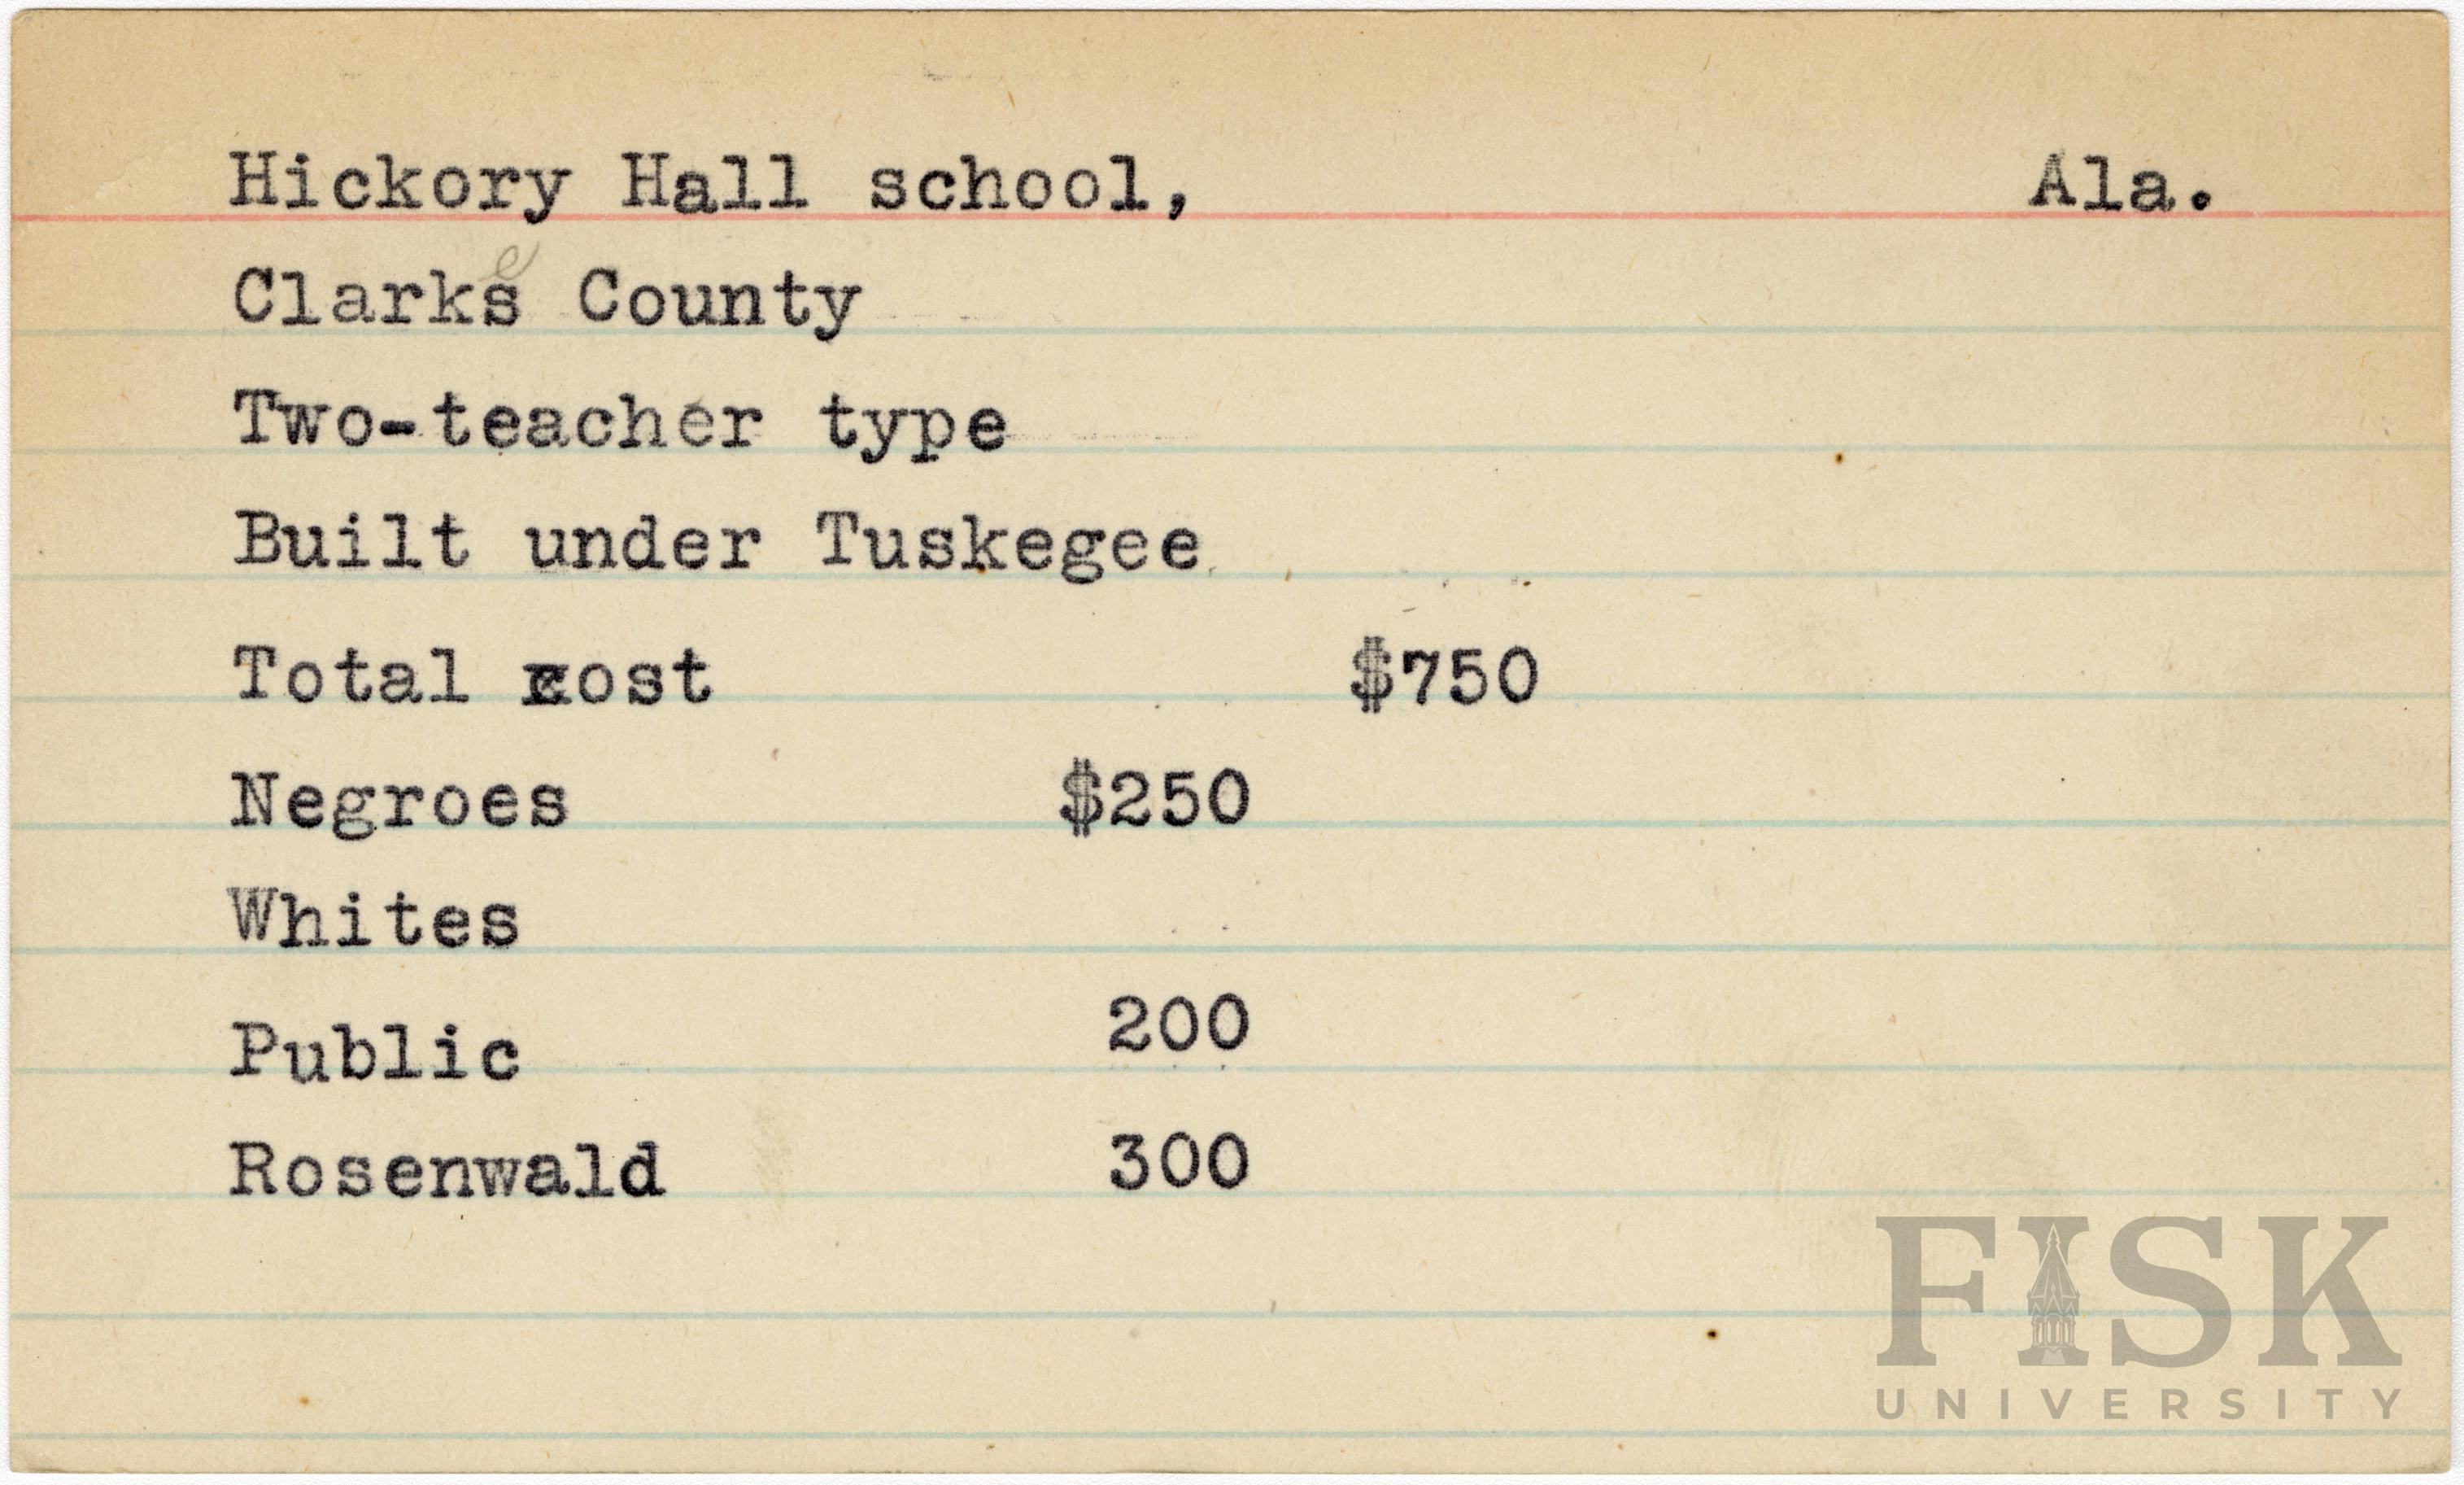 Hickory Hall school, Ala.
e
Clarks County
Two-teacher type
Built under Tuskegee
Total cost $750
Negroes $250
Whites
Public 200
Rosenwald 300
FISK
UNIVERSITY